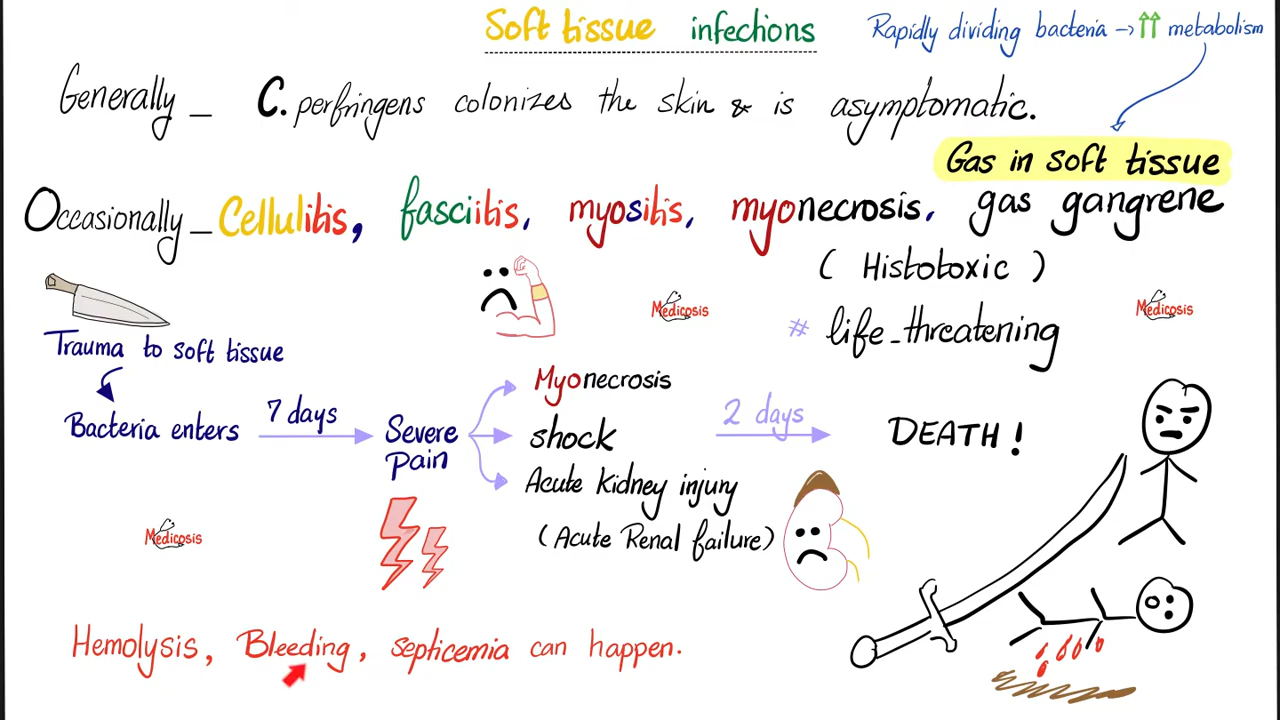 Soft tissue infections
Rapidly dividing bacteria → ↑↑ metabolism
Generally _ C. perfringens colonizes the skin & is asymptomatic.
Gas in soft tissue
Occasionally _ Cellulitis, fasciitis, myositis, myonecrosis, gas gangrene
( Histotoxic )
Medicosis
Medicosis
# life-threatening
Trauma to soft tissue
Bacteria enters
7 days
Severe
pain
Myonecrosis
shock
Acute kidney injury
(Acute Renal failure)
2 days
DEATH!
Medicosis
Hemolysis, Bleeding, septicemia can happen.